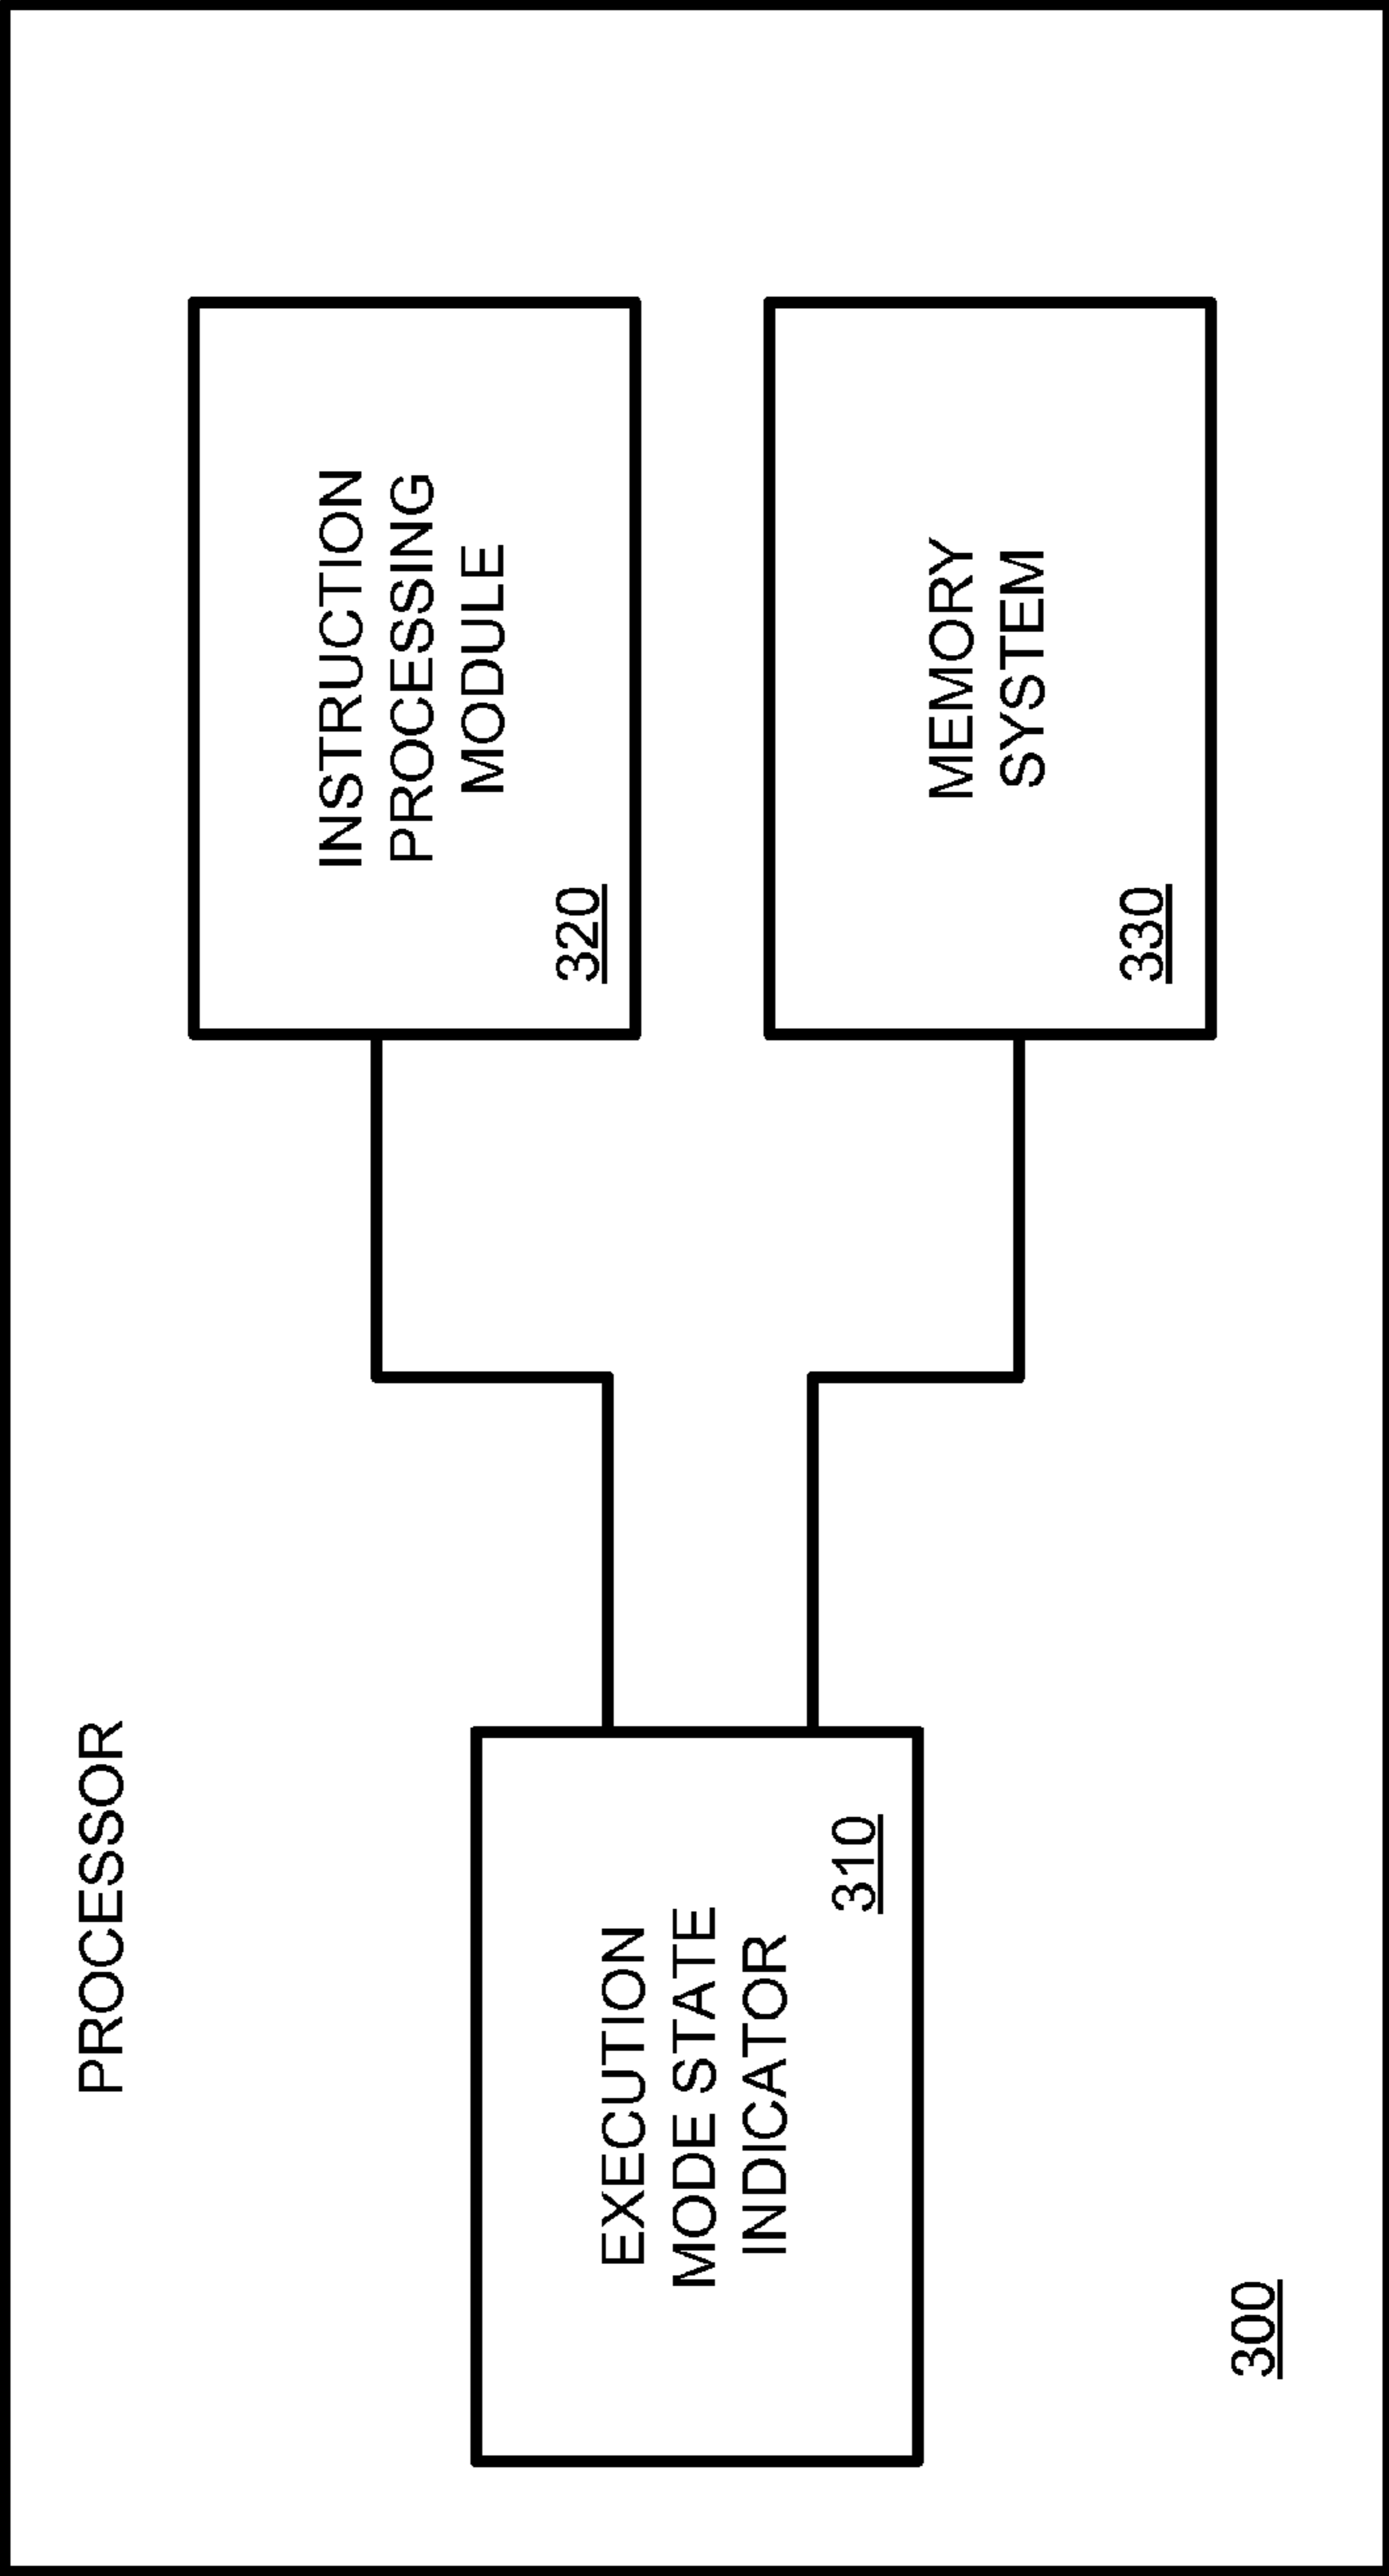 PROCESSOR
INSTRUCTION
PROCESSING
MODULE
320
EXECUTION
MODE STATE
INDICATOR
310
MEMORY
SYSTEM
330
300